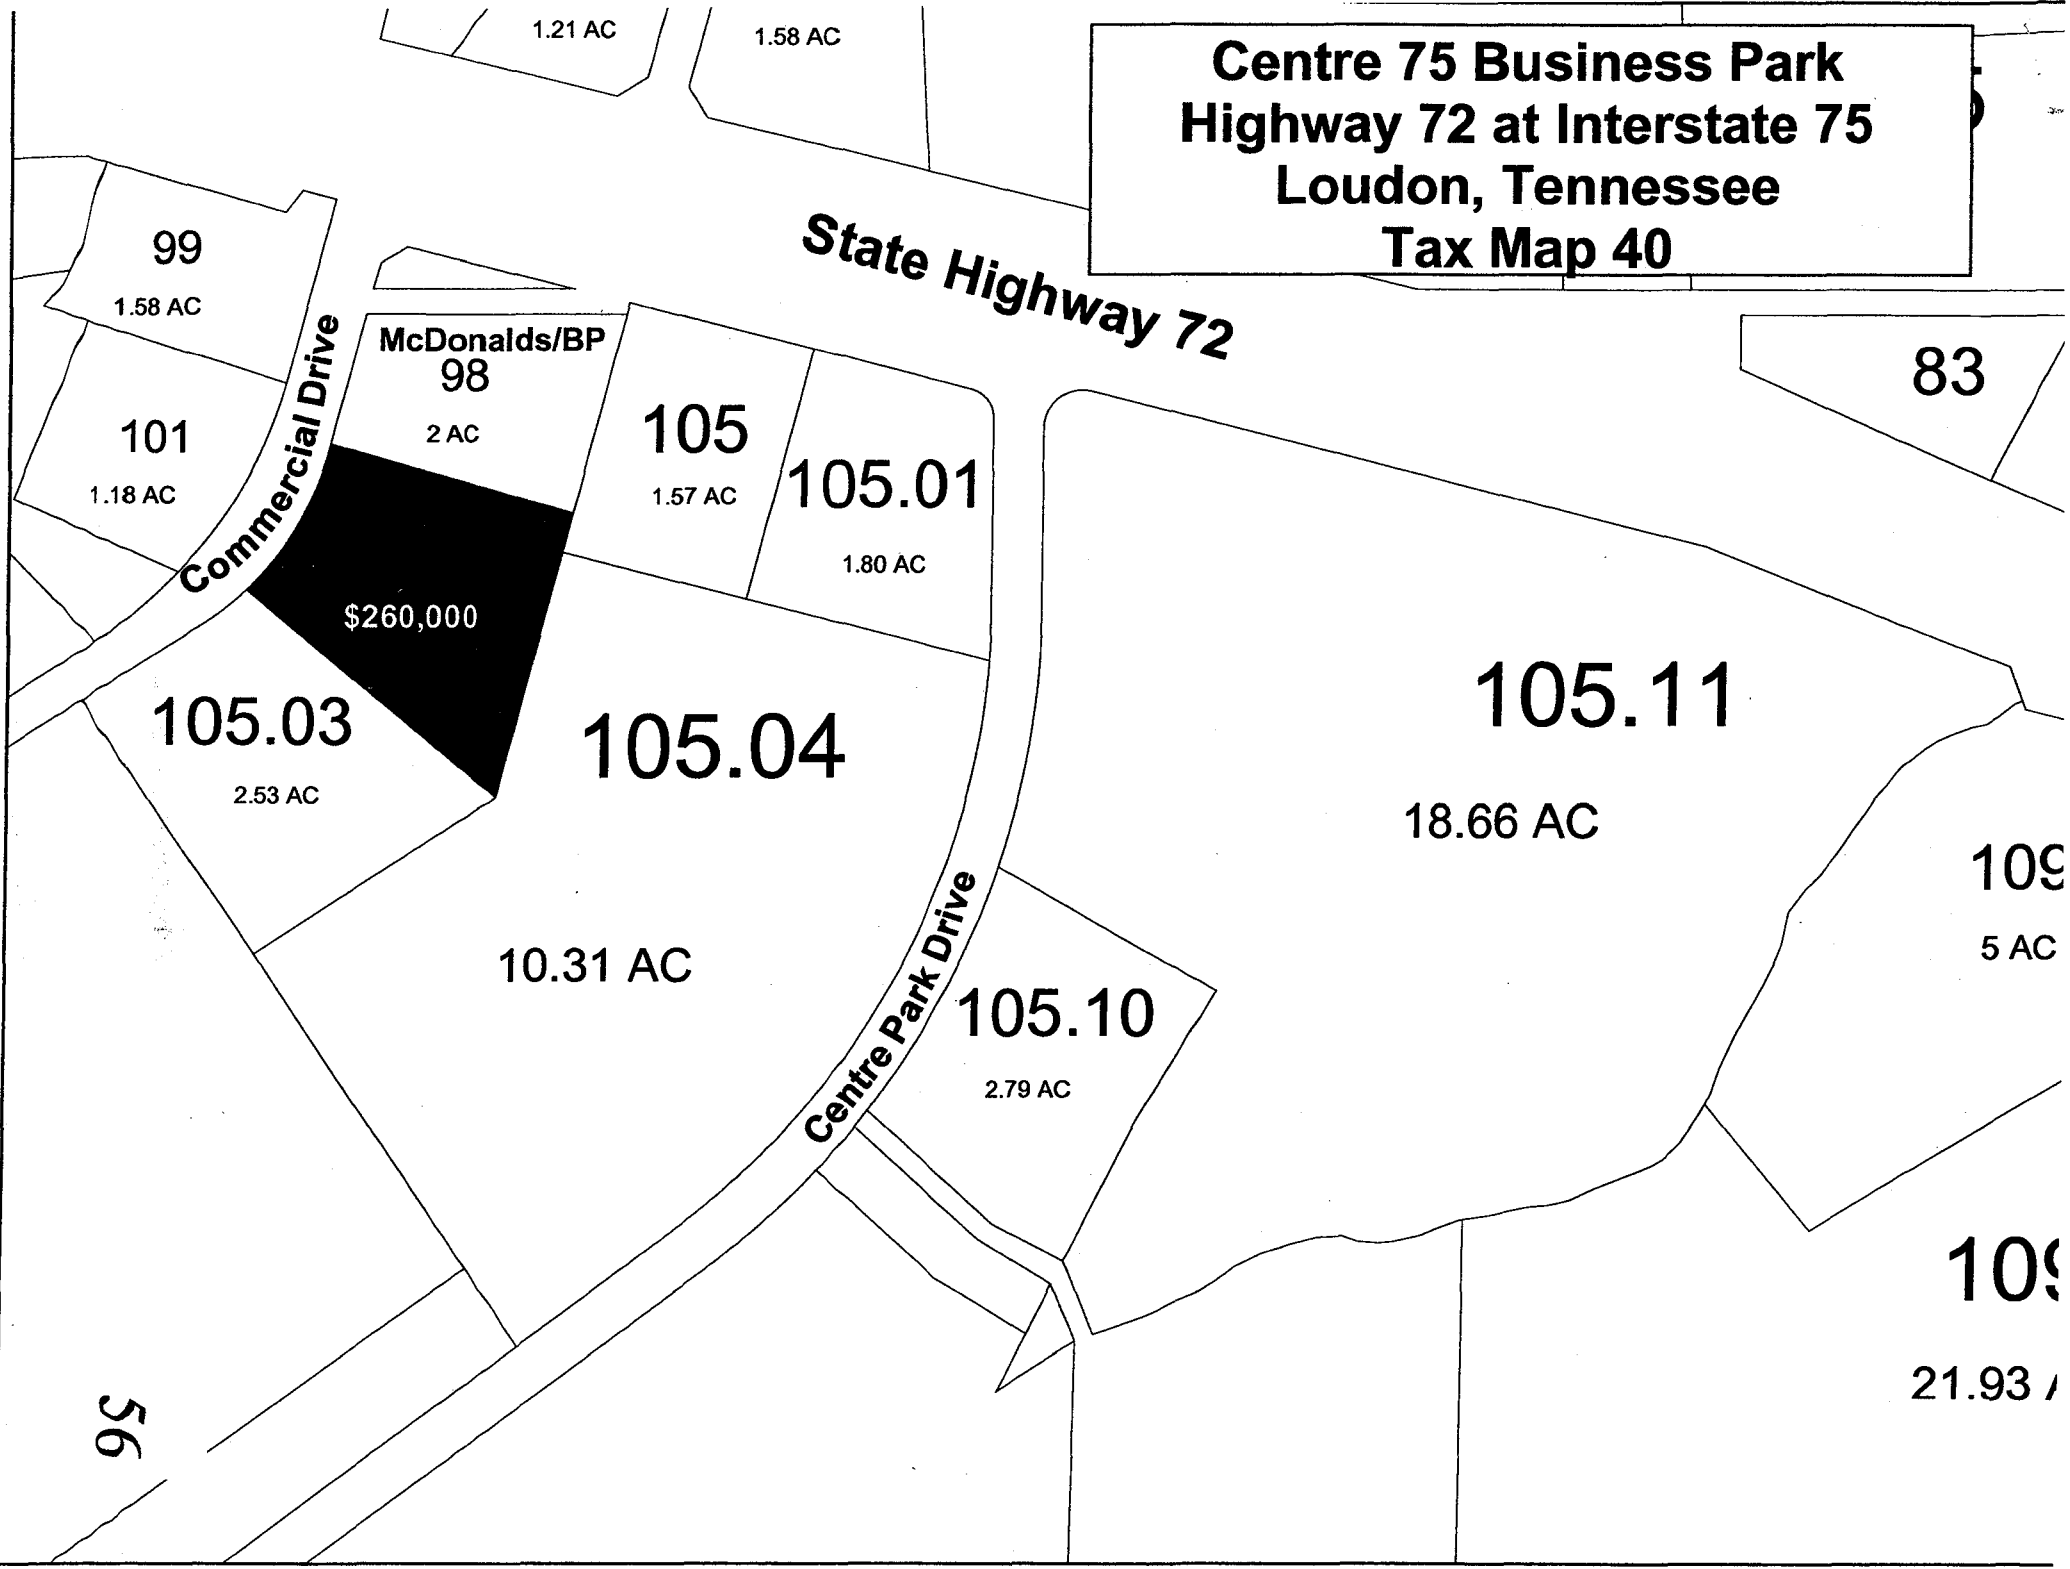 1.21 AC
1.58 AC
Centre 75 Business Park
Highway 72 at Interstate 75
Loudon, Tennessee
Tax Map 40
99
1.58 AC
State Highway 72
McDonalds/BP
98
2 AC
Commercial Drive
101
1.18 AC
105
1.57 AC
105.01
1.80 AC
83
$260,000
105.03
2.53 AC
105.04
10.31 AC
105.11
18.66 AC
109
5 AC
Centre Park Drive
105.10
2.79 AC
109
21.93
56